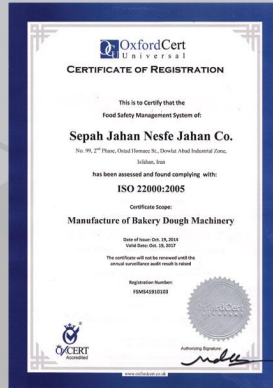 OxfordCert
Universal
CERTIFICATE OF REGISTRATION
This is to Certify that the
Food Safety Management System of:
Sepah Jahan Nesfe Jahan Co.
No. 99, 2nd Phase, Ostad Homaee St., Dowlat Abad Industrial Zone,
Isfahan, Iran
has been assessed and found complying with:
ISO 22000:2005
Certificate Scope:
Manufacture of Bakery Dough Machinery
Date of Issue: Oct. 19, 2014
Valid Date: Oct. 18, 2017
The certificate will not be renewed until the
annual surveillance audit result is raised
Registration Number:
FSMS41910103
OxfordCert
Accredited
Authorizing Signature:
www.oxfordcert.co.uk